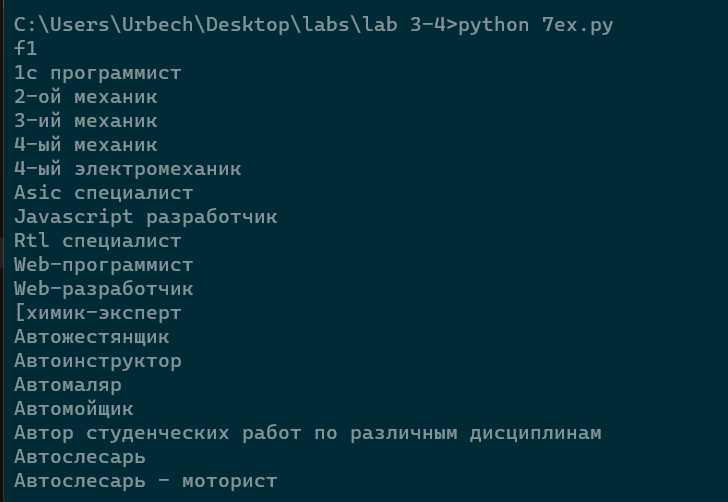 C:\Users\Urbech\Desktop\labs\lab 3-4>python 7ex.py
f1
1с программист
2-ой механик
3-ий механик
4-ый механик
4-ый электромеханик
Asic специалист
Javascript разработчик
Rtl специалист
Web-программист
Web-разработчик
[химик-эксперт
Автожестянщик
Автоинструктор
Автомаляр
Автомойщик
Автор студенческих работ по различным дисциплинам
Автослесарь
Автослесарь - моторист